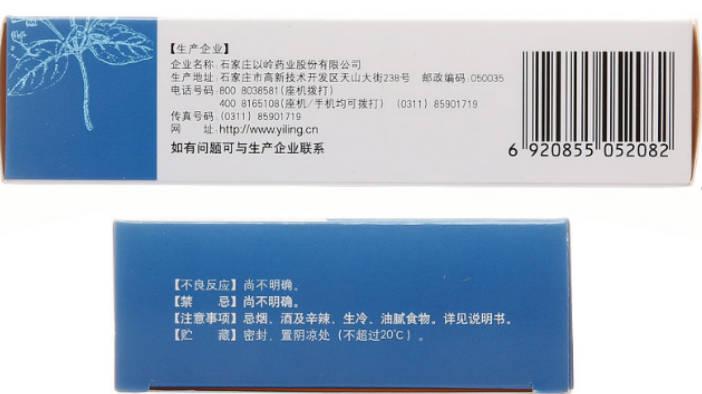 【生产企业】
企业名称:石家庄以岭药业股份有限公司
生产地址:石家庄市高新技术开发区天山大街238号 邮政编码:050035
电话号码:800 8038581(座机拨打)
400 8165108(座机/手机均可拨打) (0311) 85901719
传真号码:(0311) 85901719
网 址:http://www.yiling.cn
如有问题可与生产企业联系
6 920855 052082
【不良反应】尚不明确。
【禁 忌】尚不明确。
【注意事项】忌烟、酒及辛辣、生冷、油腻食物。详见说明书。
【贮 藏】密封,置阴凉处(不超过20℃)。